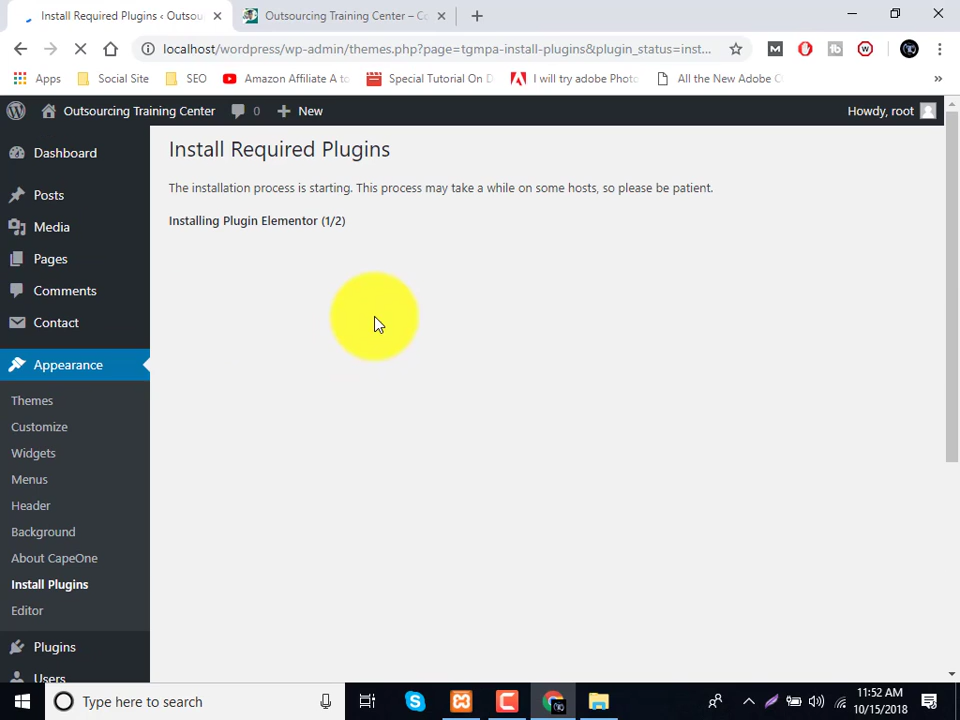 Install Required Plugins ‹ Outsou
Outsourcing Training Center – Co
localhost/wordpress/wp-admin/themes.php?page=tgmpa-install-plugins&plugin_status=inst...
Apps
Social Site
SEO
Amazon Affiliate A to
Special Tutorial On D
I will try adobe Photo
All the New Adobe C
»
Outsourcing Training Center
0
New
Howdy, root
Dashboard
Posts
Media
Pages
Comments
Contact
Appearance
Themes
Customize
Widgets
Menus
Header
Background
About CapeOne
Install Plugins
Editor
Plugins
Users
Install Required Plugins
The installation process is starting. This process may take a while on some hosts, so please be patient.
Installing Plugin Elementor (1/2)
Type here to search
11:52 AM
10/15/2018